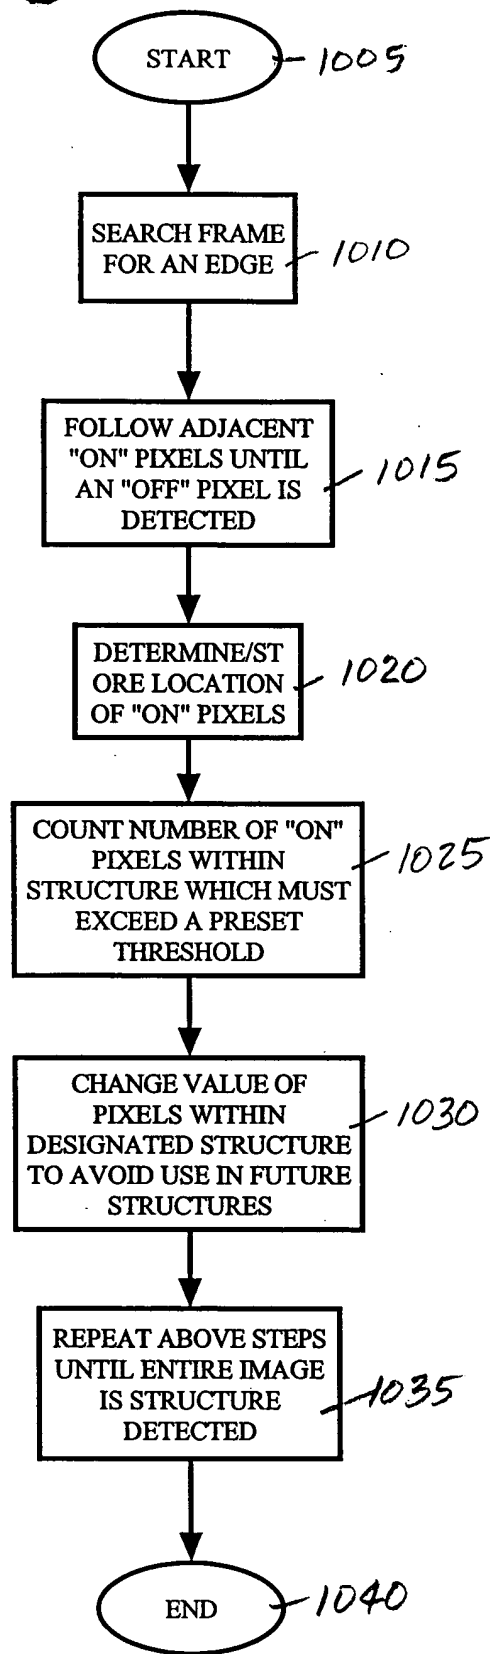 START
1005
SEARCH FRAME
FOR AN EDGE
1010
FOLLOW ADJACENT
"ON" PIXELS UNTIL
AN "OFF" PIXEL IS
DETECTED
1015
DETERMINE/ST
ORE LOCATION
OF "ON" PIXELS
1020
COUNT NUMBER OF "ON"
PIXELS WITHIN
STRUCTURE WHICH MUST
EXCEED A PRESET
THRESHOLD
1025
CHANGE VALUE OF
PIXELS WITHIN
DESIGNATED STRUCTURE
TO AVOID USE IN FUTURE
STRUCTURES
1030
REPEAT ABOVE STEPS
UNTIL ENTIRE IMAGE
IS STRUCTURE
DETECTED
1035
END
1040